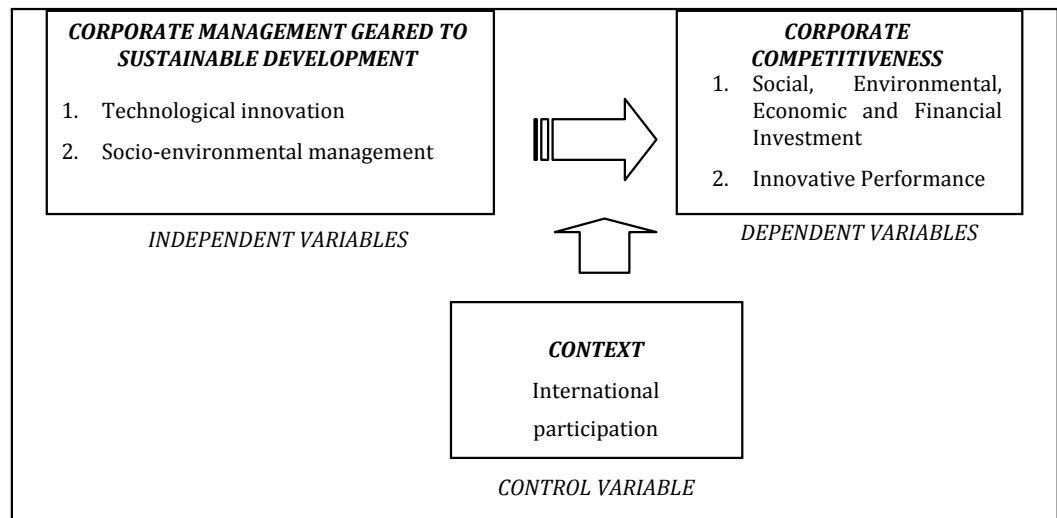 CORPORATE MANAGEMENT GEARED TO
SUSTAINABLE DEVELOPMENT
1. Technological innovation
2. Socio-environmental management
INDEPENDENT VARIABLES
CORPORATE
COMPETITIVENESS
1. Social, Environmental,
Economic and Financial
Investment
2. Innovative Performance
DEPENDENT VARIABLES
CONTEXT
International
participation
CONTROL VARIABLE